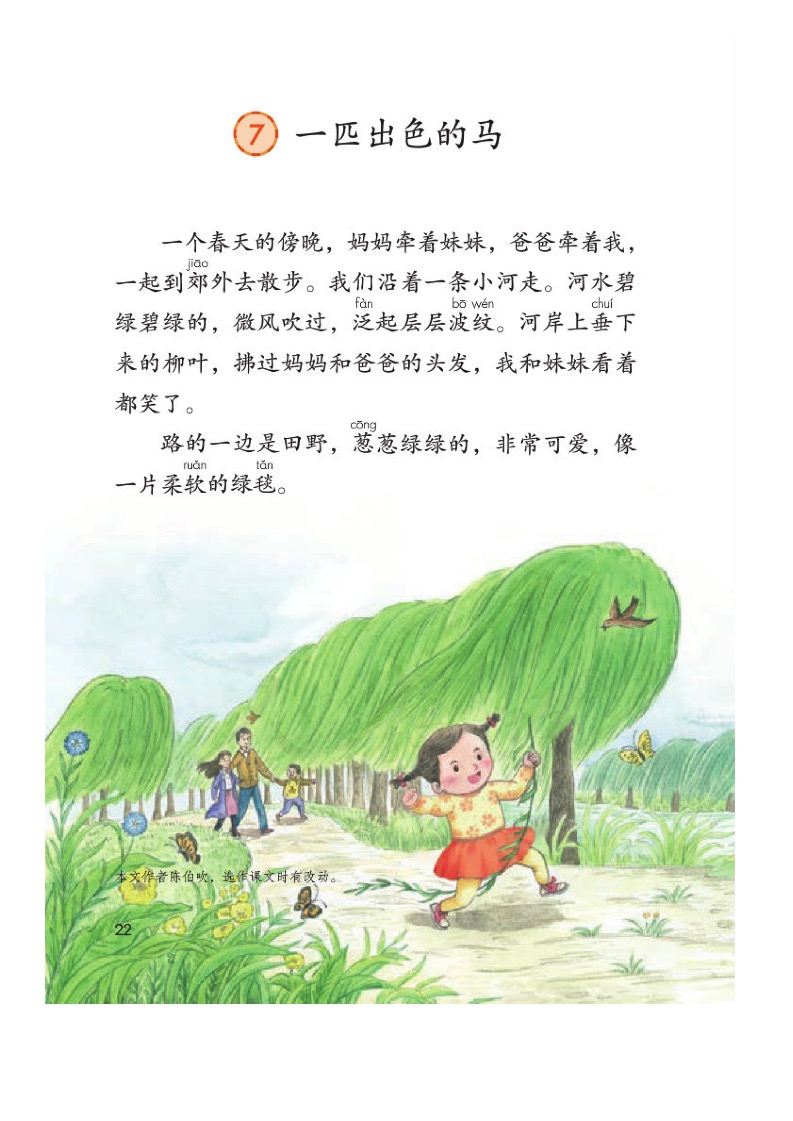 7 一匹出色的马
一个春天的傍晚，妈妈牵着妹妹，爸爸牵着我，
jiāo
一起到郊外去散步。我们沿着一条小河走。河水碧
fàn bō wén chuí
绿碧绿的，微风吹过，泛起层层波纹。河岸上垂下
来的柳叶，拂过妈妈和爸爸的头发，我和妹妹看着
都笑了。
cōng
路的一边是田野，葱葱绿绿的，非常可爱，像
ruǎn tǎn
一片柔软的绿毯。
本文作者陈伯吹，选作课文时有改动。
22